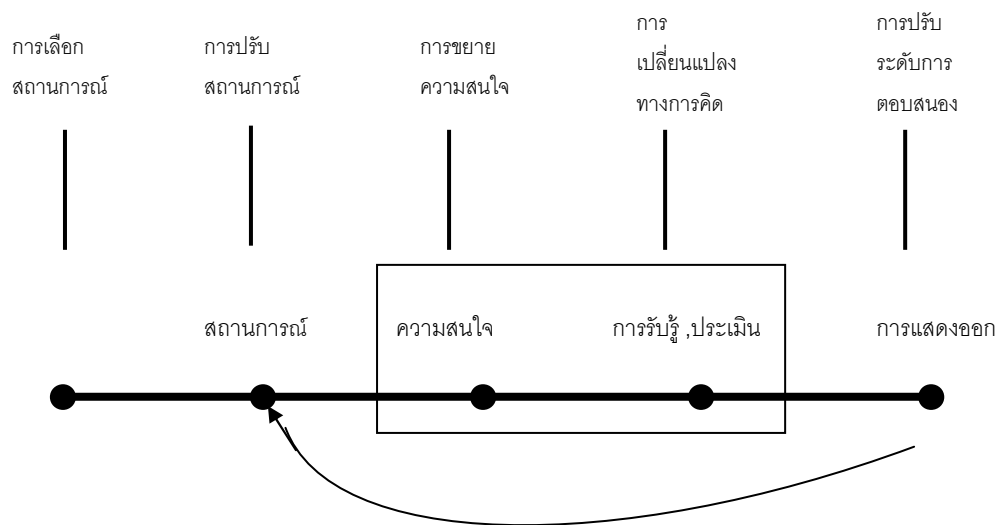 การเลือก
สถานการณ์
การปรับ
สถานการณ์
การขยาย
ความสนใจ
การ
เปลี่ยนแปลง
ทางการคิด
การปรับ
ระดับการ
ตอบสนอง
สถานการณ์
ความสนใจ
การรับรู้ ,ประเมิน
การแสดงออก